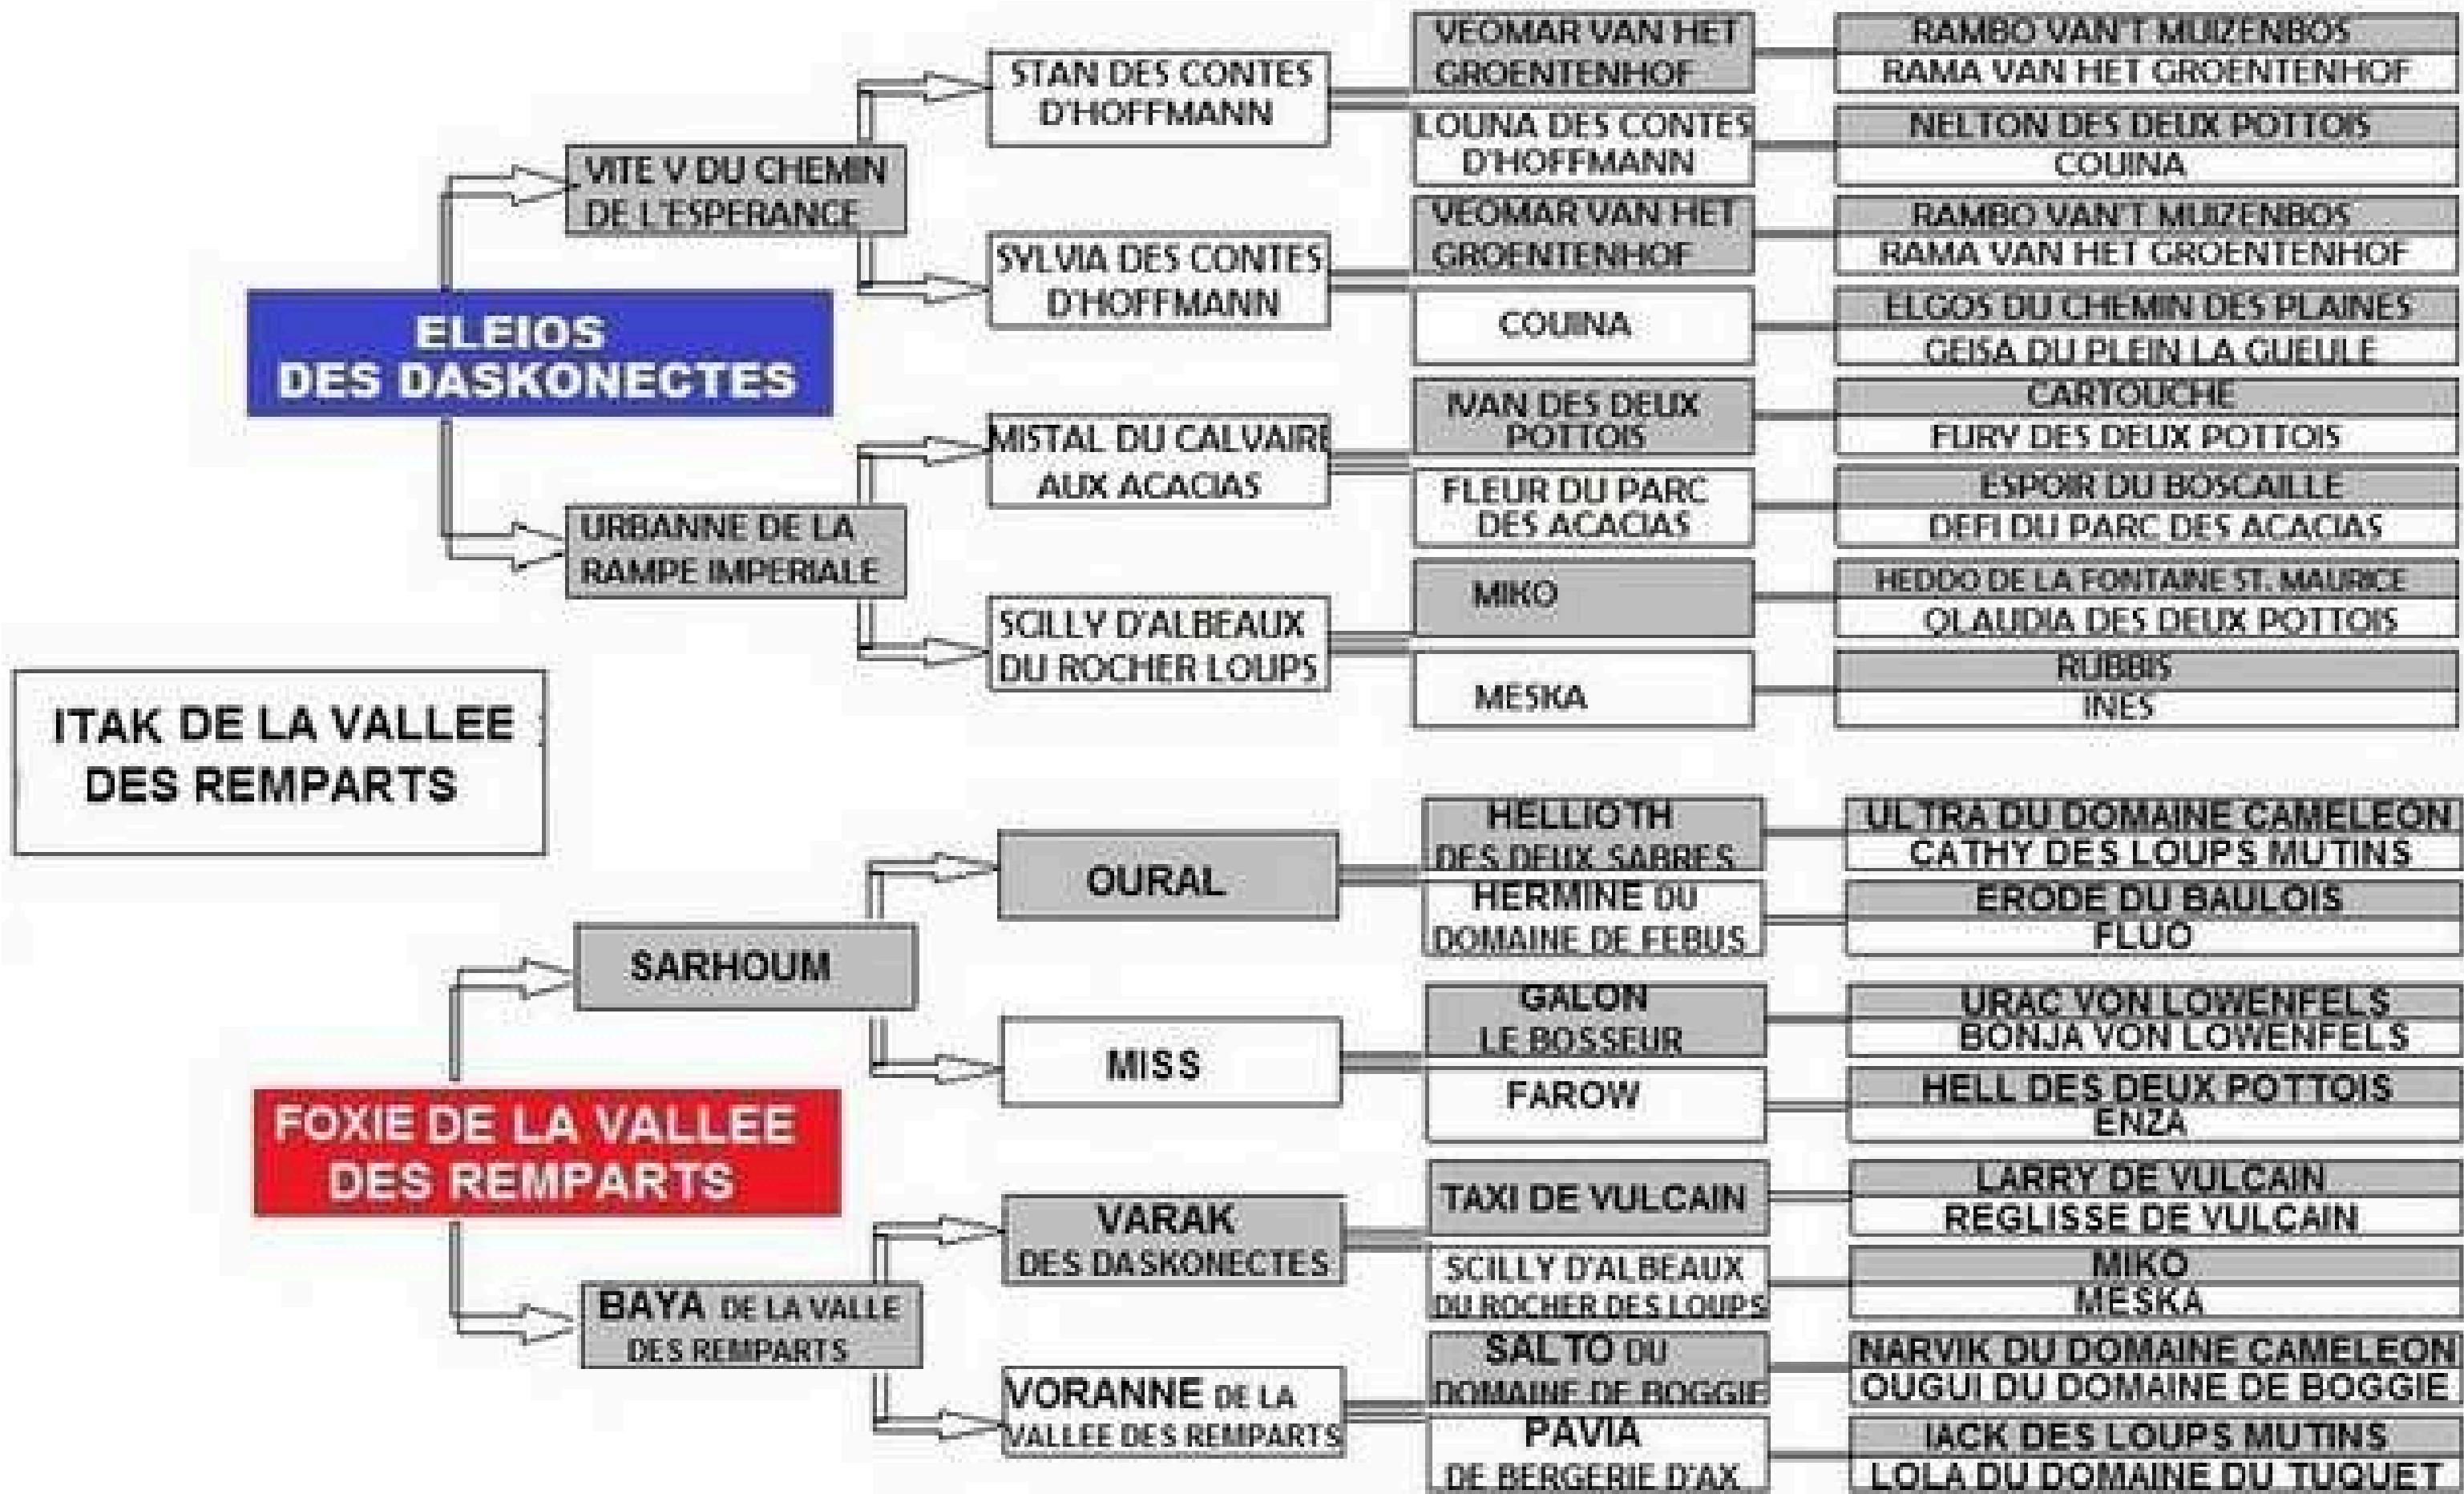 ITAK DE LA VALLEE
DES REMPARTS
ELEIOS
DES DASKONECTES
VITE V DU CHEMIN
DE L'ESPERANCE
STAN DES CONTES
D'HOFFMANN
VEOMAR VAN HET
GROENTENHOF
RAMBO VAN'T MUIZENBOS
RAMA VAN HET GROENTENHOF
LOUNA DES CONTES
D'HOFFMANN
NELTON DES DEUX POTTOIS
COUINA
SYLVIA DES CONTES
D'HOFFMANN
VEOMAR VAN HET
GROENTENHOF
RAMBO VAN'T MUIZENBOS
RAMA VAN HET GROENTENHOF
COUINA
ELGOS DU CHEMIN DES PLAINES
GEISA DU PLEIN LA GUEULE
URBANNE DE LA
RAMPE IMPERIALE
MISTAL DU CALVAIRE
AUX ACACIAS
IVAN DES DEUX
POTTOIS
CARTOUCHE
FURY DES DEUX POTTOIS
FLEUR DU PARC
DES ACACIAS
ESPOIR DU BOSCAILLE
DEFI DU PARC DES ACACIAS
SCILLY D'ALBEAUX
DU ROCHER LOUPS
MIKO
HEDDO DE LA FONTAINE ST. MAURICE
OLAUDIA DES DEUX POTTOIS
MESKA
RUBBIS
INES
FOXIE DE LA VALLEE
DES REMPARTS
SARHOUM
OURAL
HELLIOTH
DES DEUX SABRES
ULTRA DU DOMAINE CAMELEON
CATHY DES LOUPS MUTINS
HERMINE DU
DOMAINE DE FEBUS
ERODE DU BAULOIS
FLUO
MISS
GALON
LE BOSSEUR
URAC VON LOWENFELS
BONJA VON LOWENFELS
FAROW
HELL DES DEUX POTTOIS
ENZA
BAYA DE LA VALLE
DES REMPARTS
VARAK
DES DASKONECTES
TAXI DE VULCAIN
LARRY DE VULCAIN
REGLISSE DE VULCAIN
SCILLY D'ALBEAUX
DU ROCHER DES LOUPS
MIKO
MESKA
VORANNE DE LA
VALLEE DES REMPARTS
SALTO DU
DOMAINE DE BOGGIE
NARVIK DU DOMAINE CAMELEON
OUGUI DU DOMAINE DE BOGGIE
PAVIA
DE BERGERIE D'AX
IACK DES LOUPS MUTINS
LOLA DU DOMAINE DU TUQUET